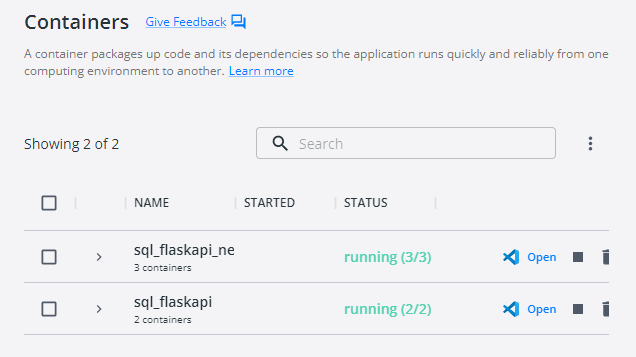 Containers Give Feedback
A container packages up code and its dependencies so the application runs quickly and reliably from one
computing environment to another. Learn more
Showing 2 of 2 Search
NAME STARTED STATUS
sql_flaskapi_ne running (3/3) Open
3 containers
sql_flaskapi running (2/2) Open
2 containers